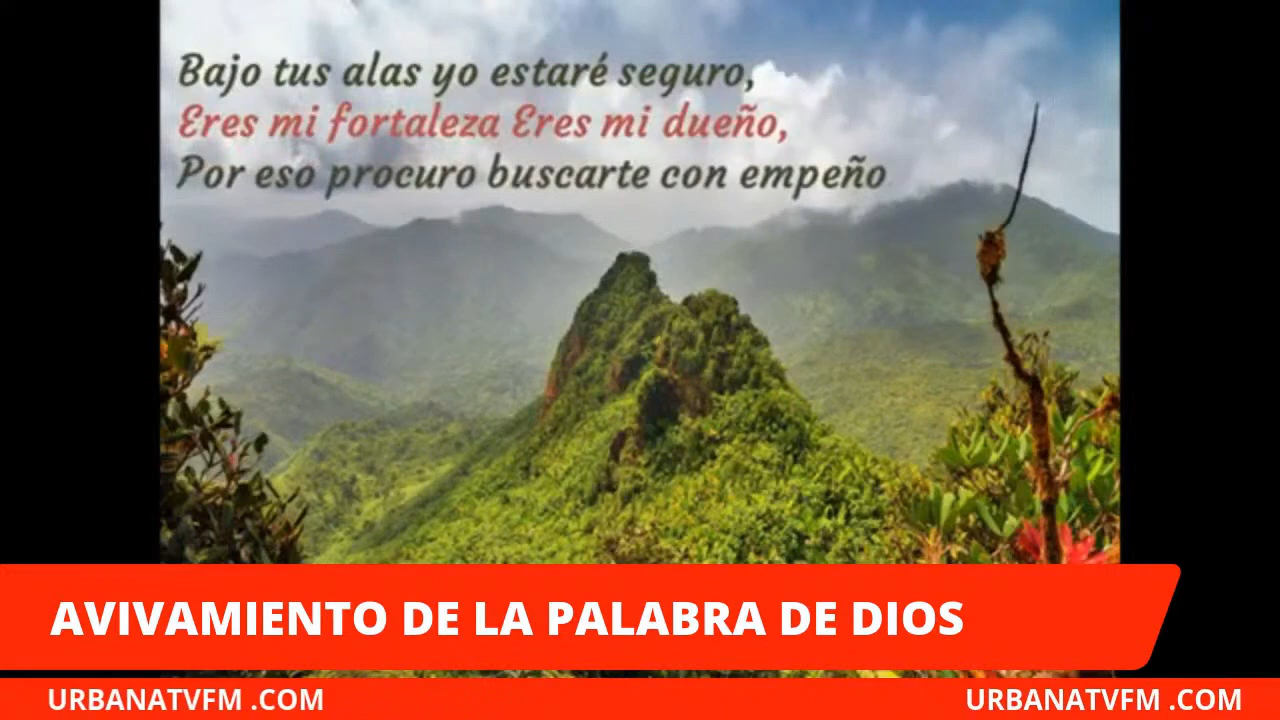 Bajo tus alas yo estaré seguro,
Eres mi fortaleza Eres mi dueño,
Por eso procuro buscarte con empeño
AVIVAMIENTO DE LA PALABRA DE DIOS
URBANATVFM .COM
URBANATVFM .COM